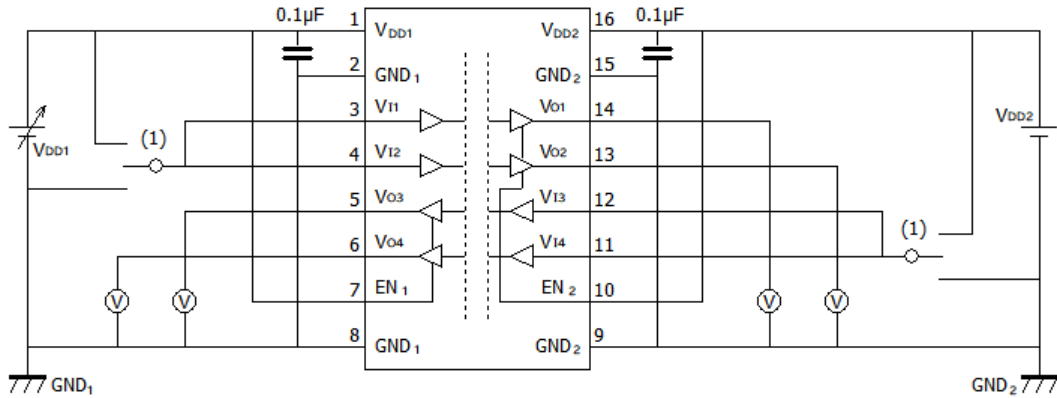 0.1µF 1 VDD1 VDD2 16 0.1µF
2 GND1 GND2 15
3 VI1 VO1 14
VDD1 (1) 4 VI2 VO2 13 VDD2
5 VO3 VI3 12
6 VO4 VI4 11 (1)
V V 7 EN1 EN2 10 V V
8 GND1 GND2 9
GND1 GND2